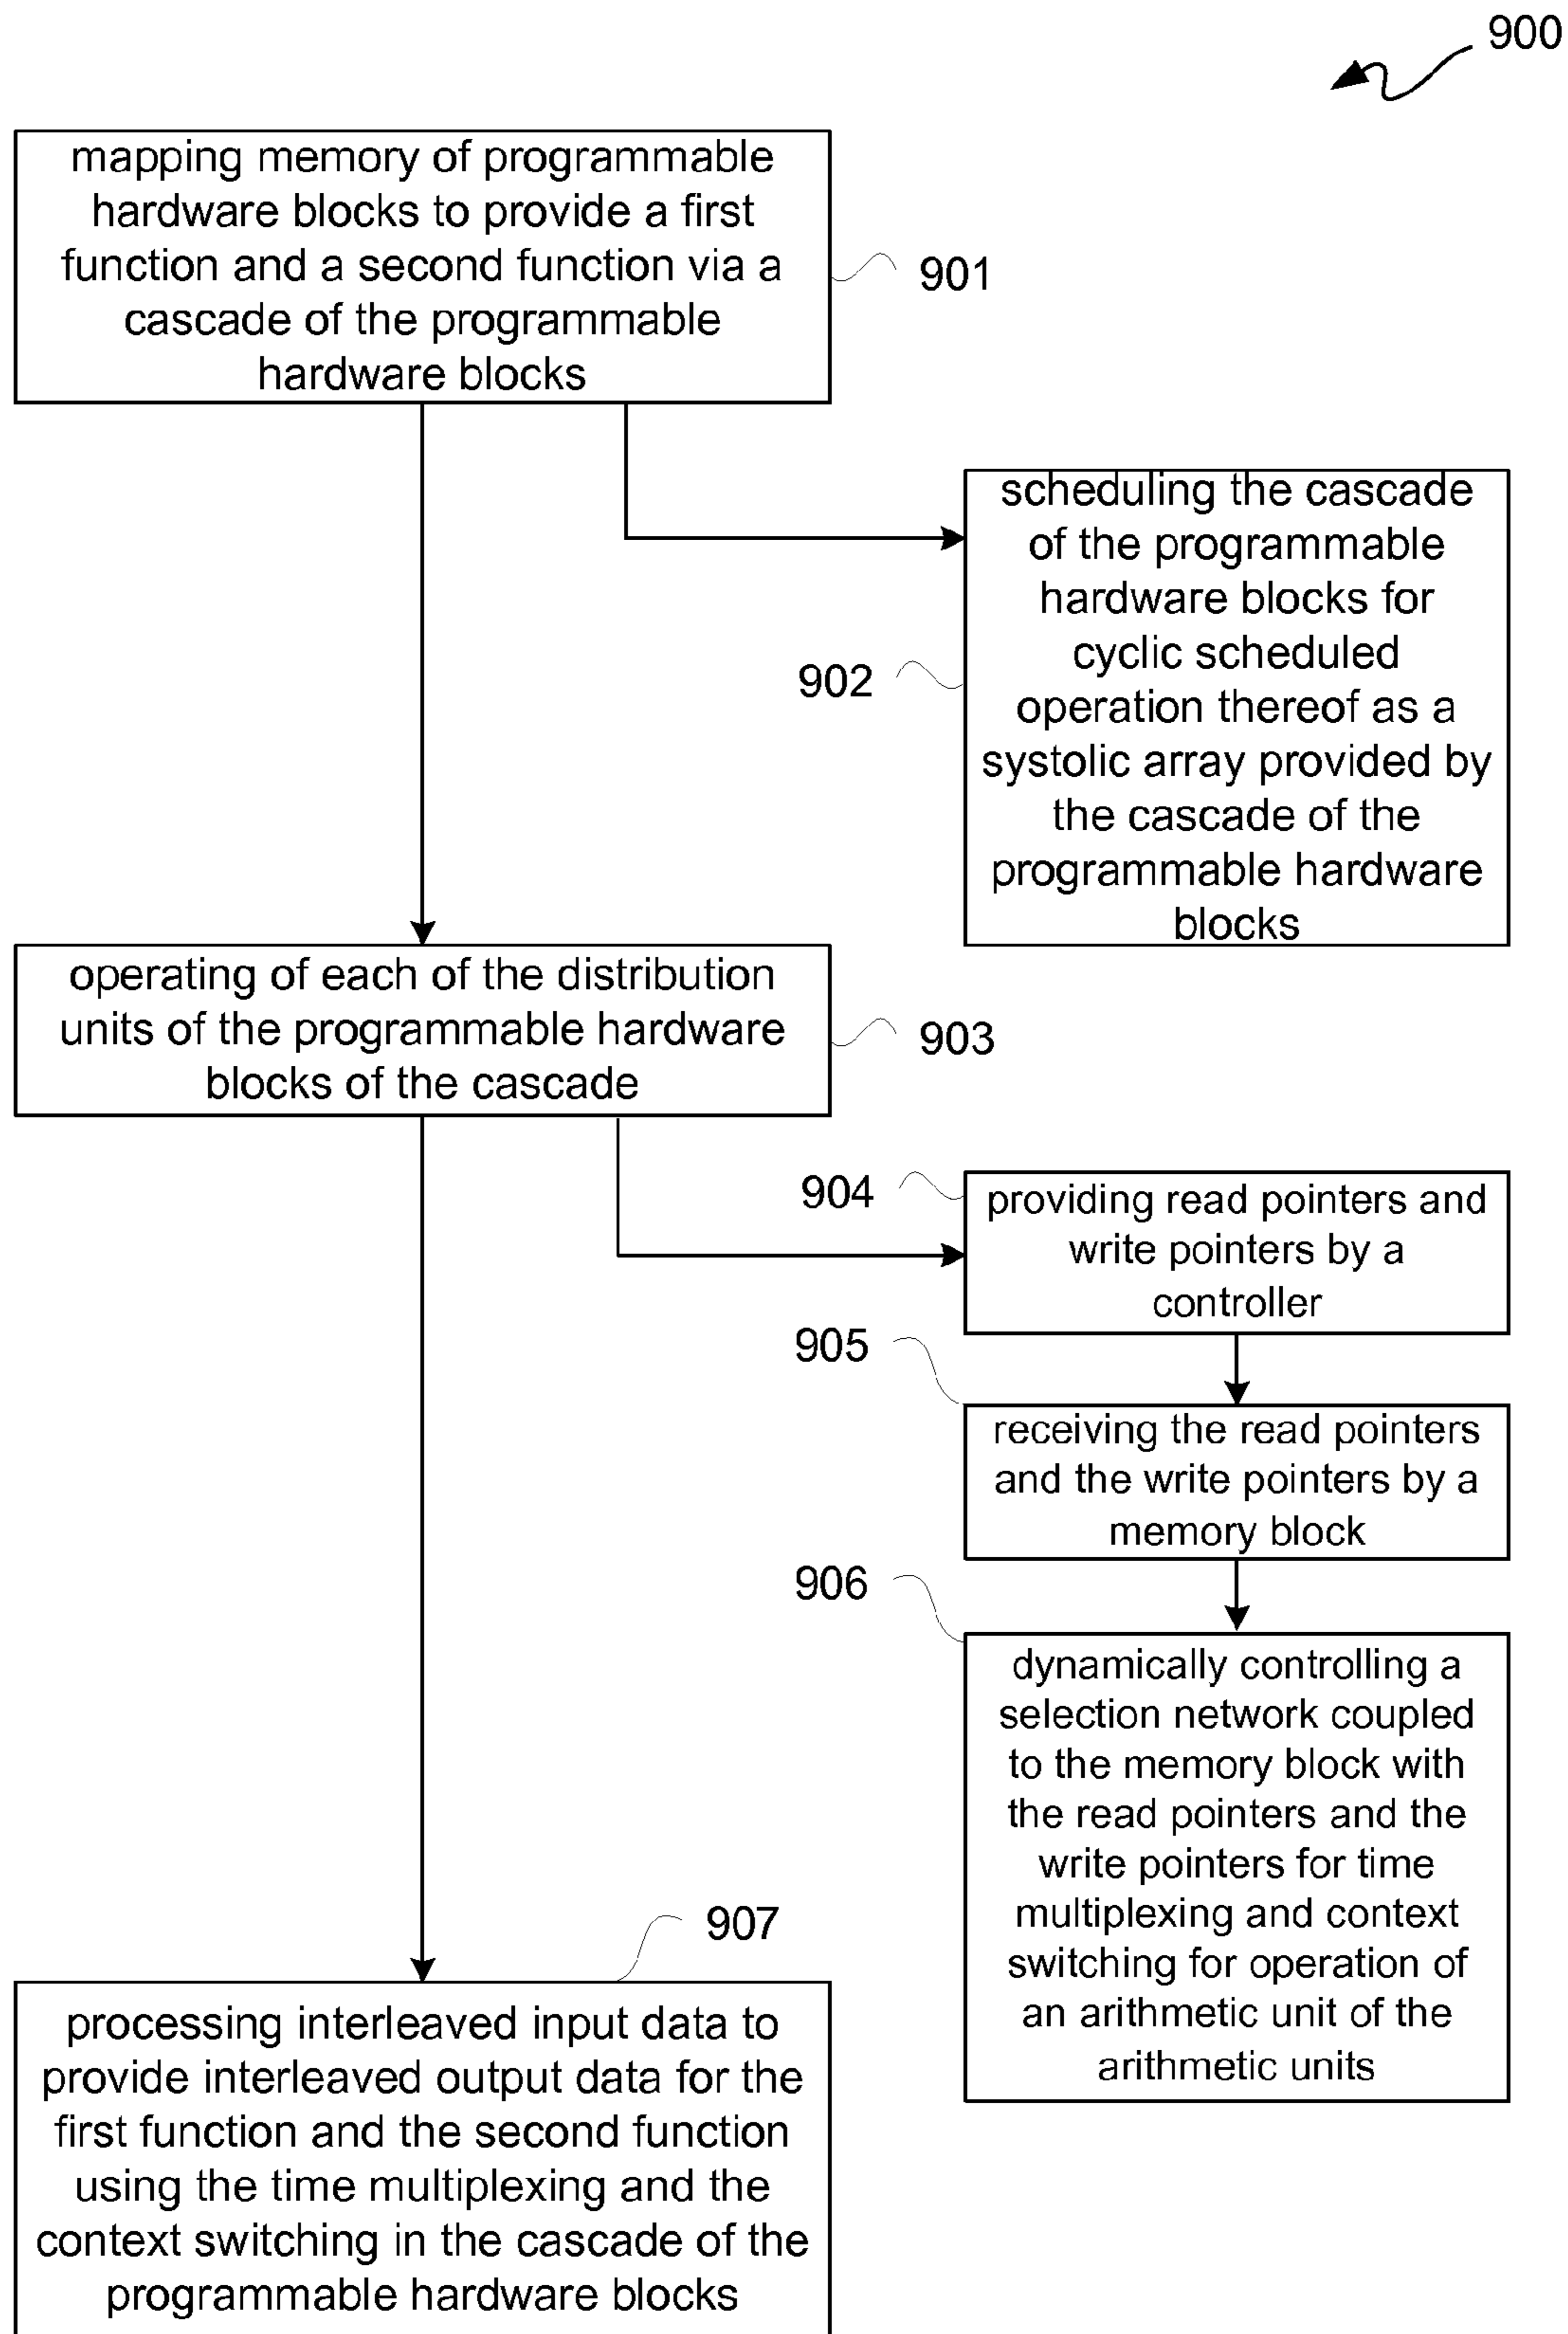 900
mapping memory of programmable
hardware blocks to provide a first
function and a second function via a
cascade of the programmable
hardware blocks
901
scheduling the cascade
of the programmable
hardware blocks for
cyclic scheduled
operation thereof as a
systolic array provided by
the cascade of the
programmable hardware
blocks
902
operating of each of the distribution
units of the programmable hardware
blocks of the cascade
903
904
providing read pointers and
write pointers by a
controller
905
receiving the read pointers
and the write pointers by a
memory block
906
dynamically controlling a
selection network coupled
to the memory block with
the read pointers and the
write pointers for time
multiplexing and context
switching for operation of
an arithmetic unit of the
arithmetic units
907
processing interleaved input data to
provide interleaved output data for the
first function and the second function
using the time multiplexing and the
context switching in the cascade of the
programmable hardware blocks